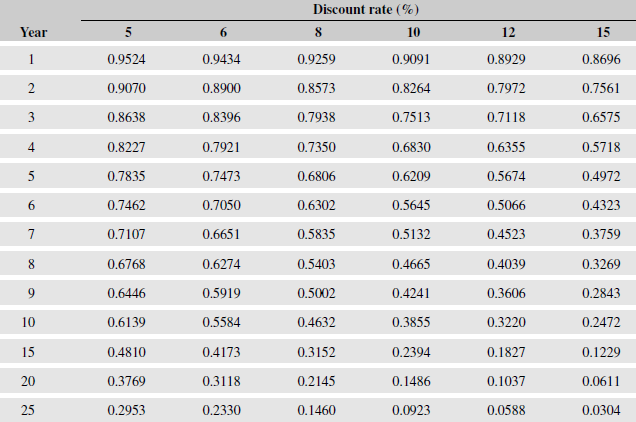 Discount rate (%)
Year 5 6 8 10 12 15
1 0.9524 0.9434 0.9259 0.9091 0.8929 0.8696
2 0.9070 0.8900 0.8573 0.8264 0.7972 0.7561
3 0.8638 0.8396 0.7938 0.7513 0.7118 0.6575
4 0.8227 0.7921 0.7350 0.6830 0.6355 0.5718
5 0.7835 0.7473 0.6806 0.6209 0.5674 0.4972
6 0.7462 0.7050 0.6302 0.5645 0.5066 0.4323
7 0.7107 0.6651 0.5835 0.5132 0.4523 0.3759
8 0.6768 0.6274 0.5403 0.4665 0.4039 0.3269
9 0.6446 0.5919 0.5002 0.4241 0.3606 0.2843
10 0.6139 0.5584 0.4632 0.3855 0.3220 0.2472
15 0.4810 0.4173 0.3152 0.2394 0.1827 0.1229
20 0.3769 0.3118 0.2145 0.1486 0.1037 0.0611
25 0.2953 0.2330 0.1460 0.0923 0.0588 0.0304